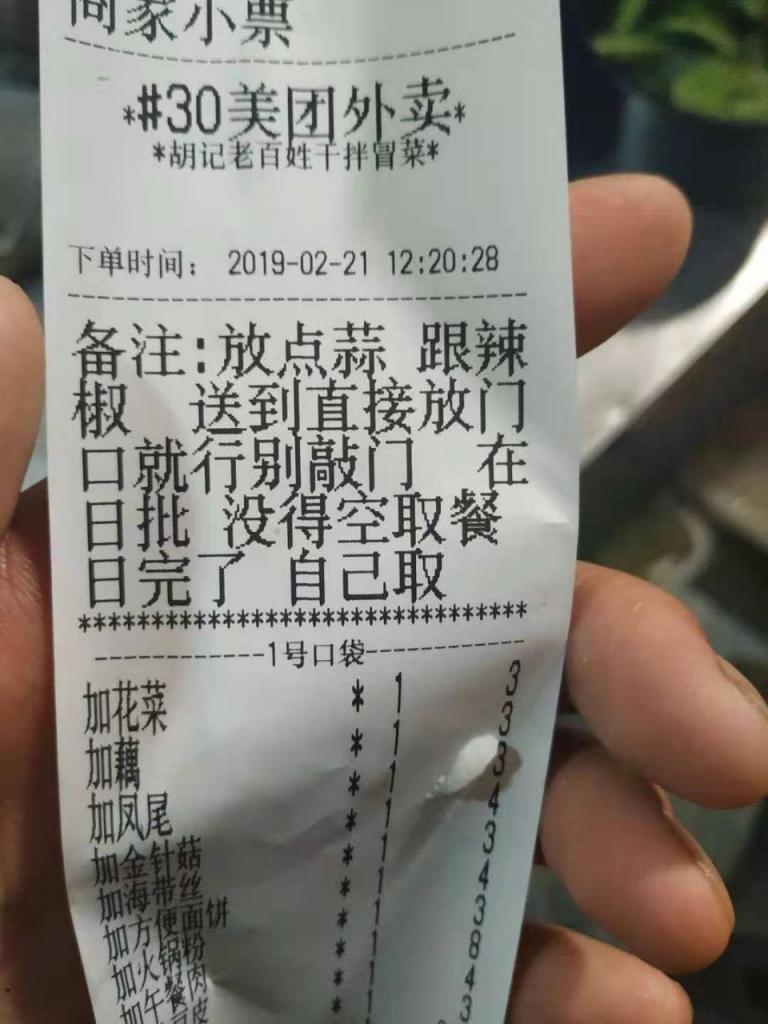 商家小票
*#30美团外卖*
*胡记老百姓干拌冒菜*
下单时间： 2019-02-21 12:20:28
备注:放点蒜 跟辣
椒 送到直接放门
口就行别敲门 在
日批 没得空取餐
日完了 自己取
*********************************
-------------1号口袋-------------
加花菜 * 1 3
加藕 * 1 3
加凤尾 * 1 3
加金针菇 * 1 4
加海带丝 * 1 3
加方便面饼 * 1 4
加火锅粉 * 1 3
加午餐肉 * 1 8